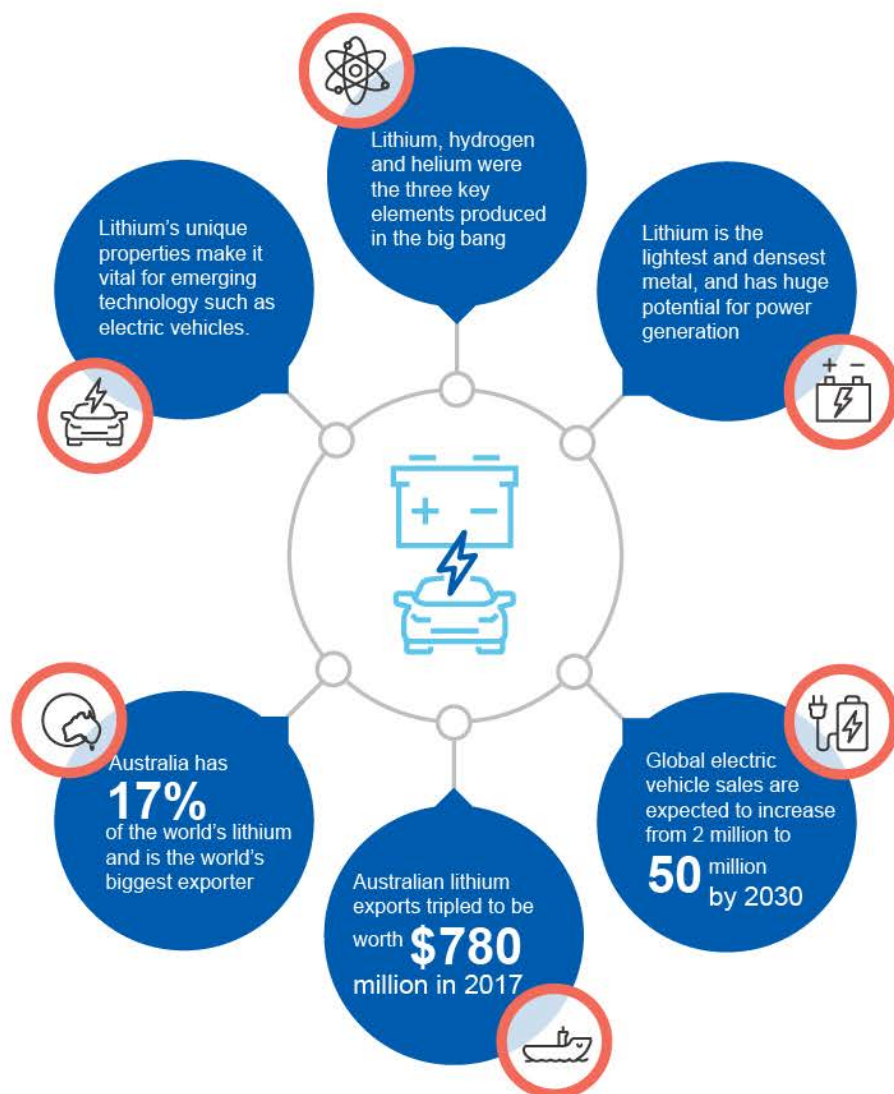 Lithium, hydrogen
and helium were
the three key
elements produced
in the big bang
Lithium's unique
properties make it
vital for emerging
technology such as
electric vehicles.
Lithium is the
lightest and densest
metal, and has huge
potential for power
generation
+ −
+ −
Australia has
17%
of the world's lithium
and is the world's
biggest exporter
Australian lithium
exports tripled to be
worth $780
million in 2017
Global electric
vehicle sales are
expected to increase
from 2 million to
50 million
by 2030